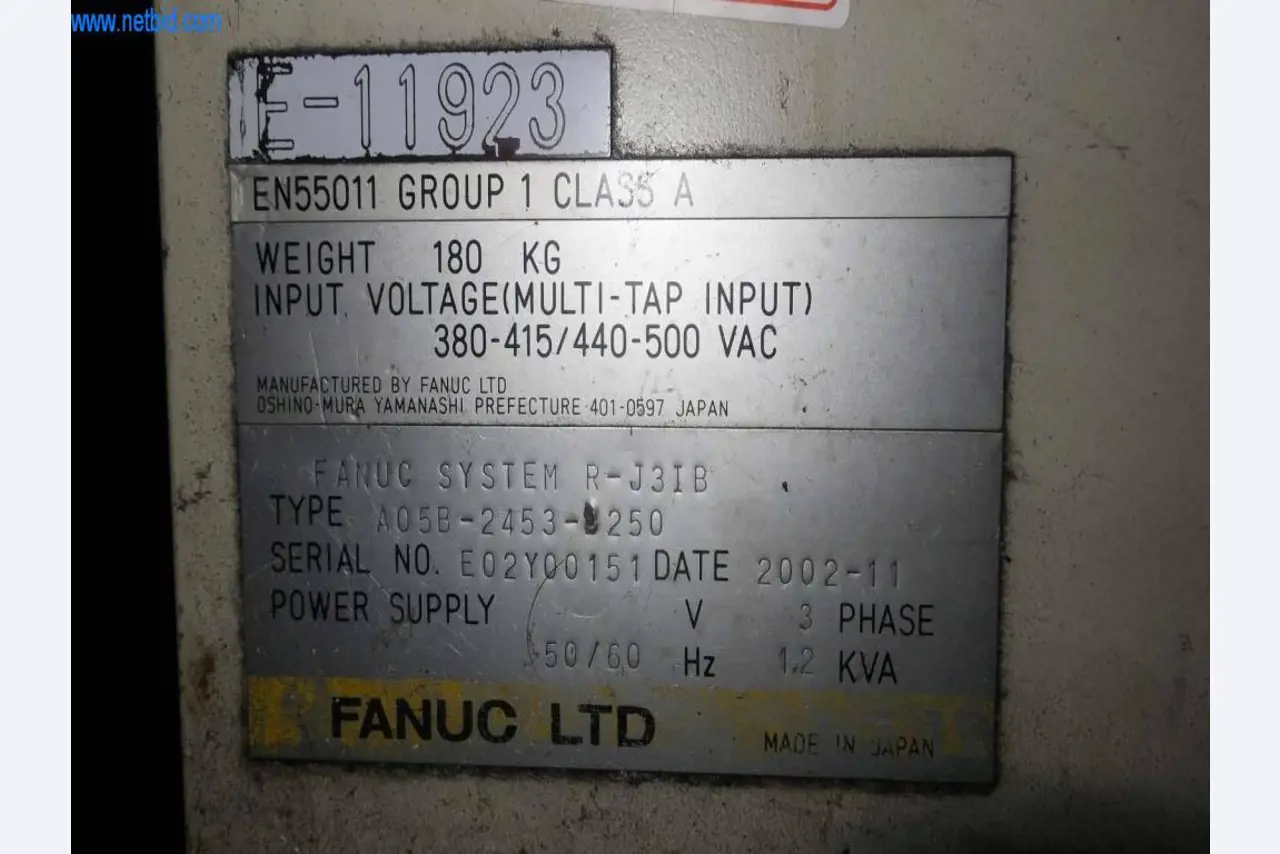 www.netbid.com
E-11923
EN55011 GROUP 1 CLASS A
WEIGHT 180 KG
INPUT VOLTAGE(MULTI-TAP INPUT)
380-415/440-500 VAC
MANUFACTURED BY FANUC LTD
OSHINO-MURA YAMANASHI PREFECTURE 401-0597 JAPAN
FANUC SYSTEM R-J3IB
TYPE
SERIAL NO. E02Y00151 DATE 2002-11
POWER SUPPLY V 3 PHASE
50/60 Hz 1.2 KVA
FANUC LTD
MADE IN JAPAN